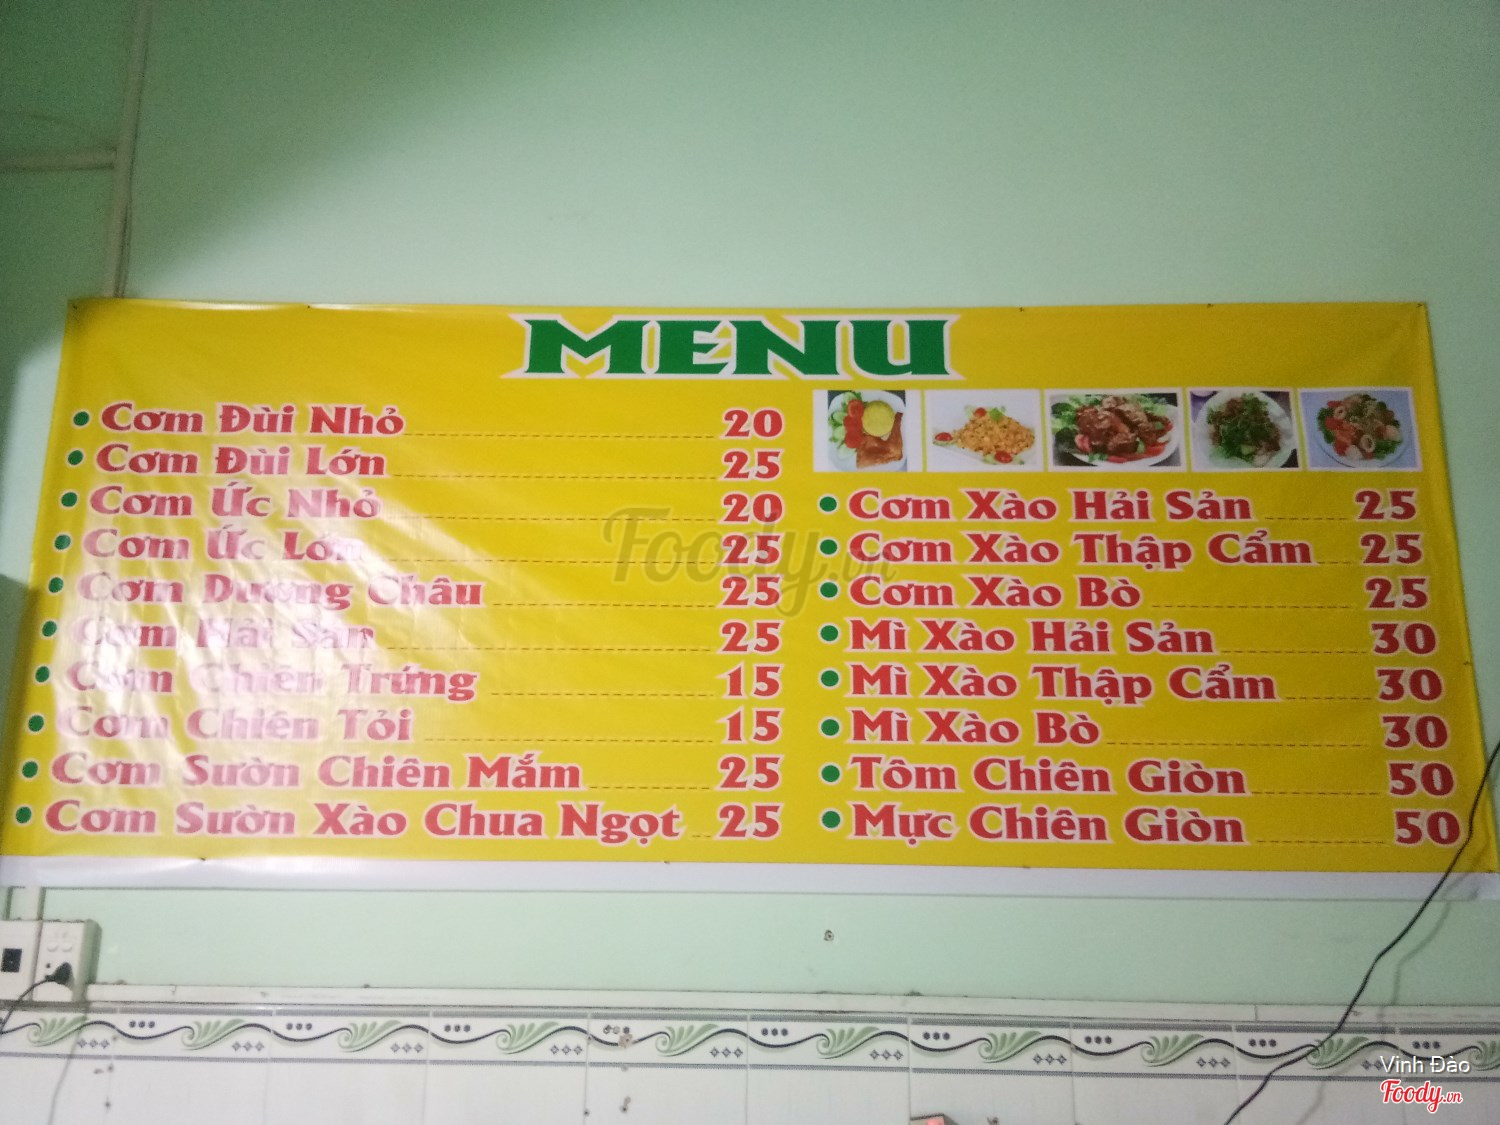 MENU
• Cơm Đùi Nhỏ 20
• Cơm Đùi Lớn 25
• Cơm Ức Nhỏ 20
• Cơm Ức Lớn 25
• Cơm Dương Châu 25
• Cơm Hải Sản 25
• Cơm Chiên Trứng 15
• Cơm Chiên Tỏi 15
• Cơm Sườn Chiên Mắm 25
• Cơm Sườn Xào Chua Ngọt 25
• Cơm Xào Hải Sản 25
• Cơm Xào Thập Cẩm 25
• Cơm Xào Bò 25
• Mì Xào Hải Sản 30
• Mì Xào Thập Cẩm 30
• Mì Xào Bò 30
• Tôm Chiên Giòn 50
• Mực Chiên Giòn 50
Foody.vn
Vinh Đào
Foody.vn